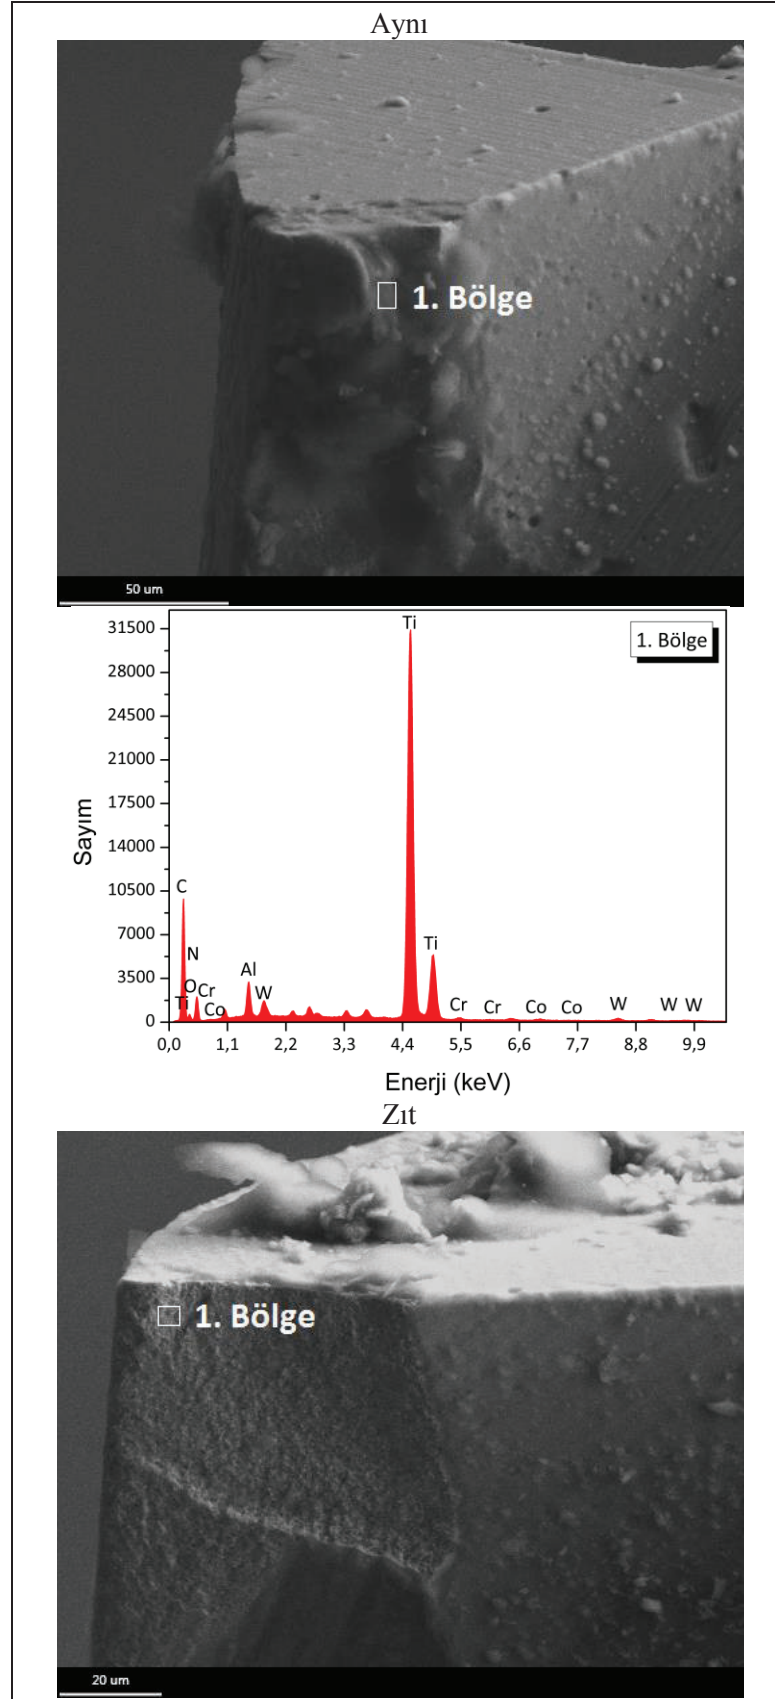 Aynı
1. Bölge
50 um
31500
28000
24500
21000
17500
14000
10500
7000
3500
0
Sayım
1. Bölge
Ti
C
N
O
Cr
Ti
Co
Al
W
Ti
Cr
Cr
Co
Co
W
W
W
0,0 1,1 2,2 3,3 4,4 5,5 6,6 7,7 8,8 9,9
Enerji (keV)
Zıt
1. Bölge
20 um